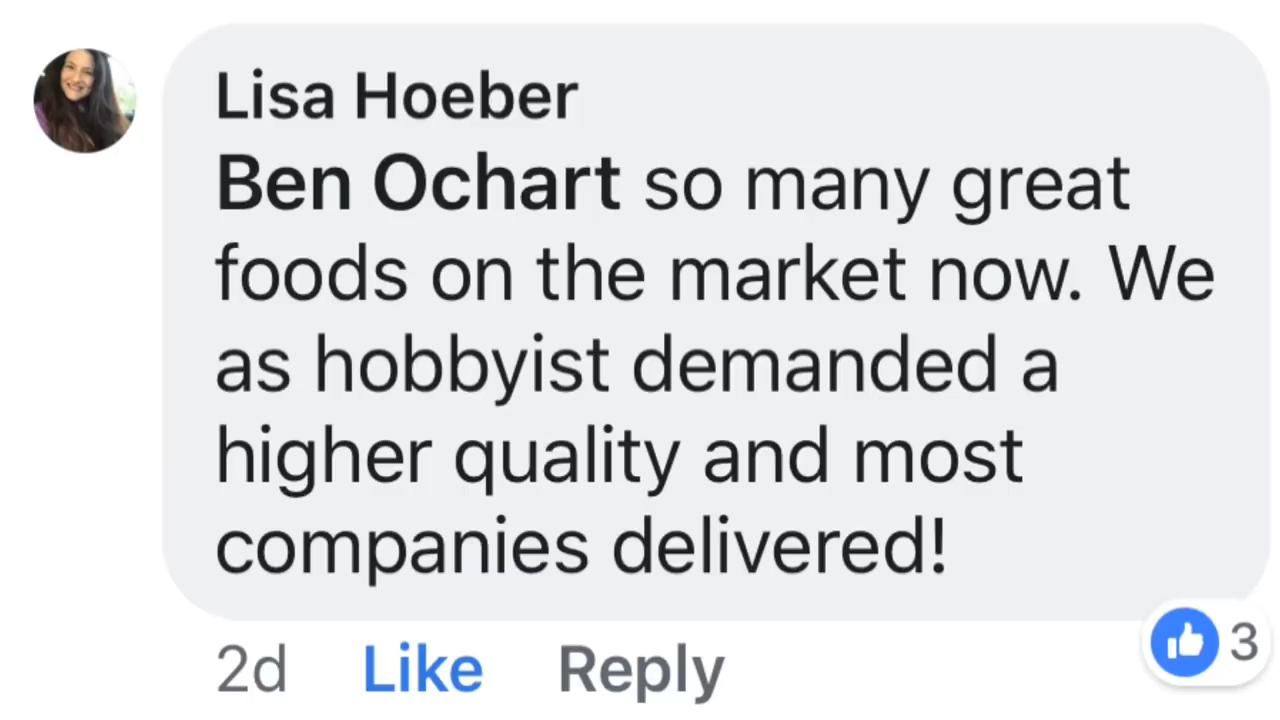 Lisa Hoeber
Ben Ochart so many great
foods on the market now. We
as hobbyist demanded a
higher quality and most
companies delivered!
2d Like Reply 3